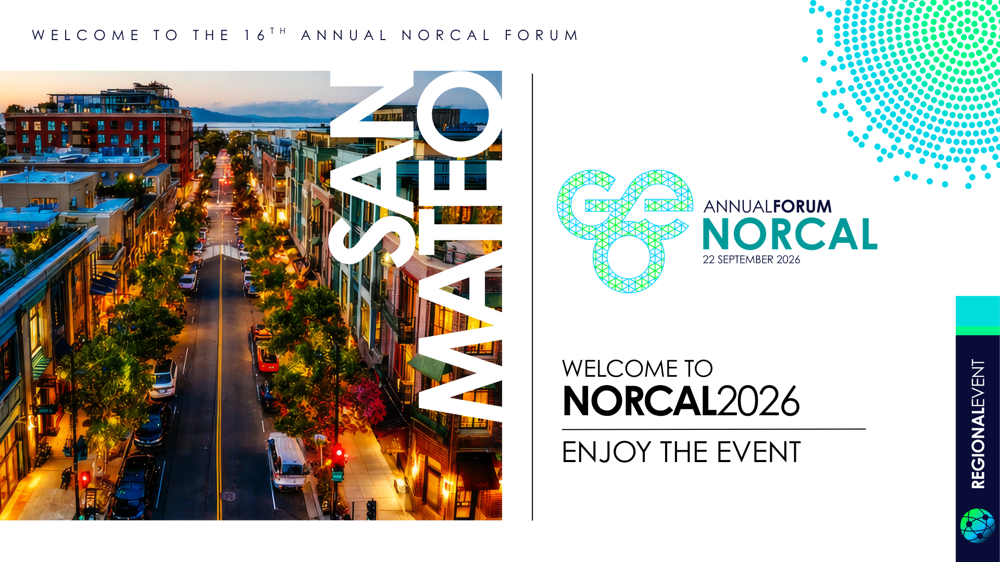 WELCOME TO THE 16TH ANNUAL NORCAL FORUM
SAN
MATEO
geo
ANNUALFORUM
NORCAL
22 SEPTEMBER 2026
WELCOME TO
NORCAL2026
ENJOY THE EVENT
REGIONALEVENT